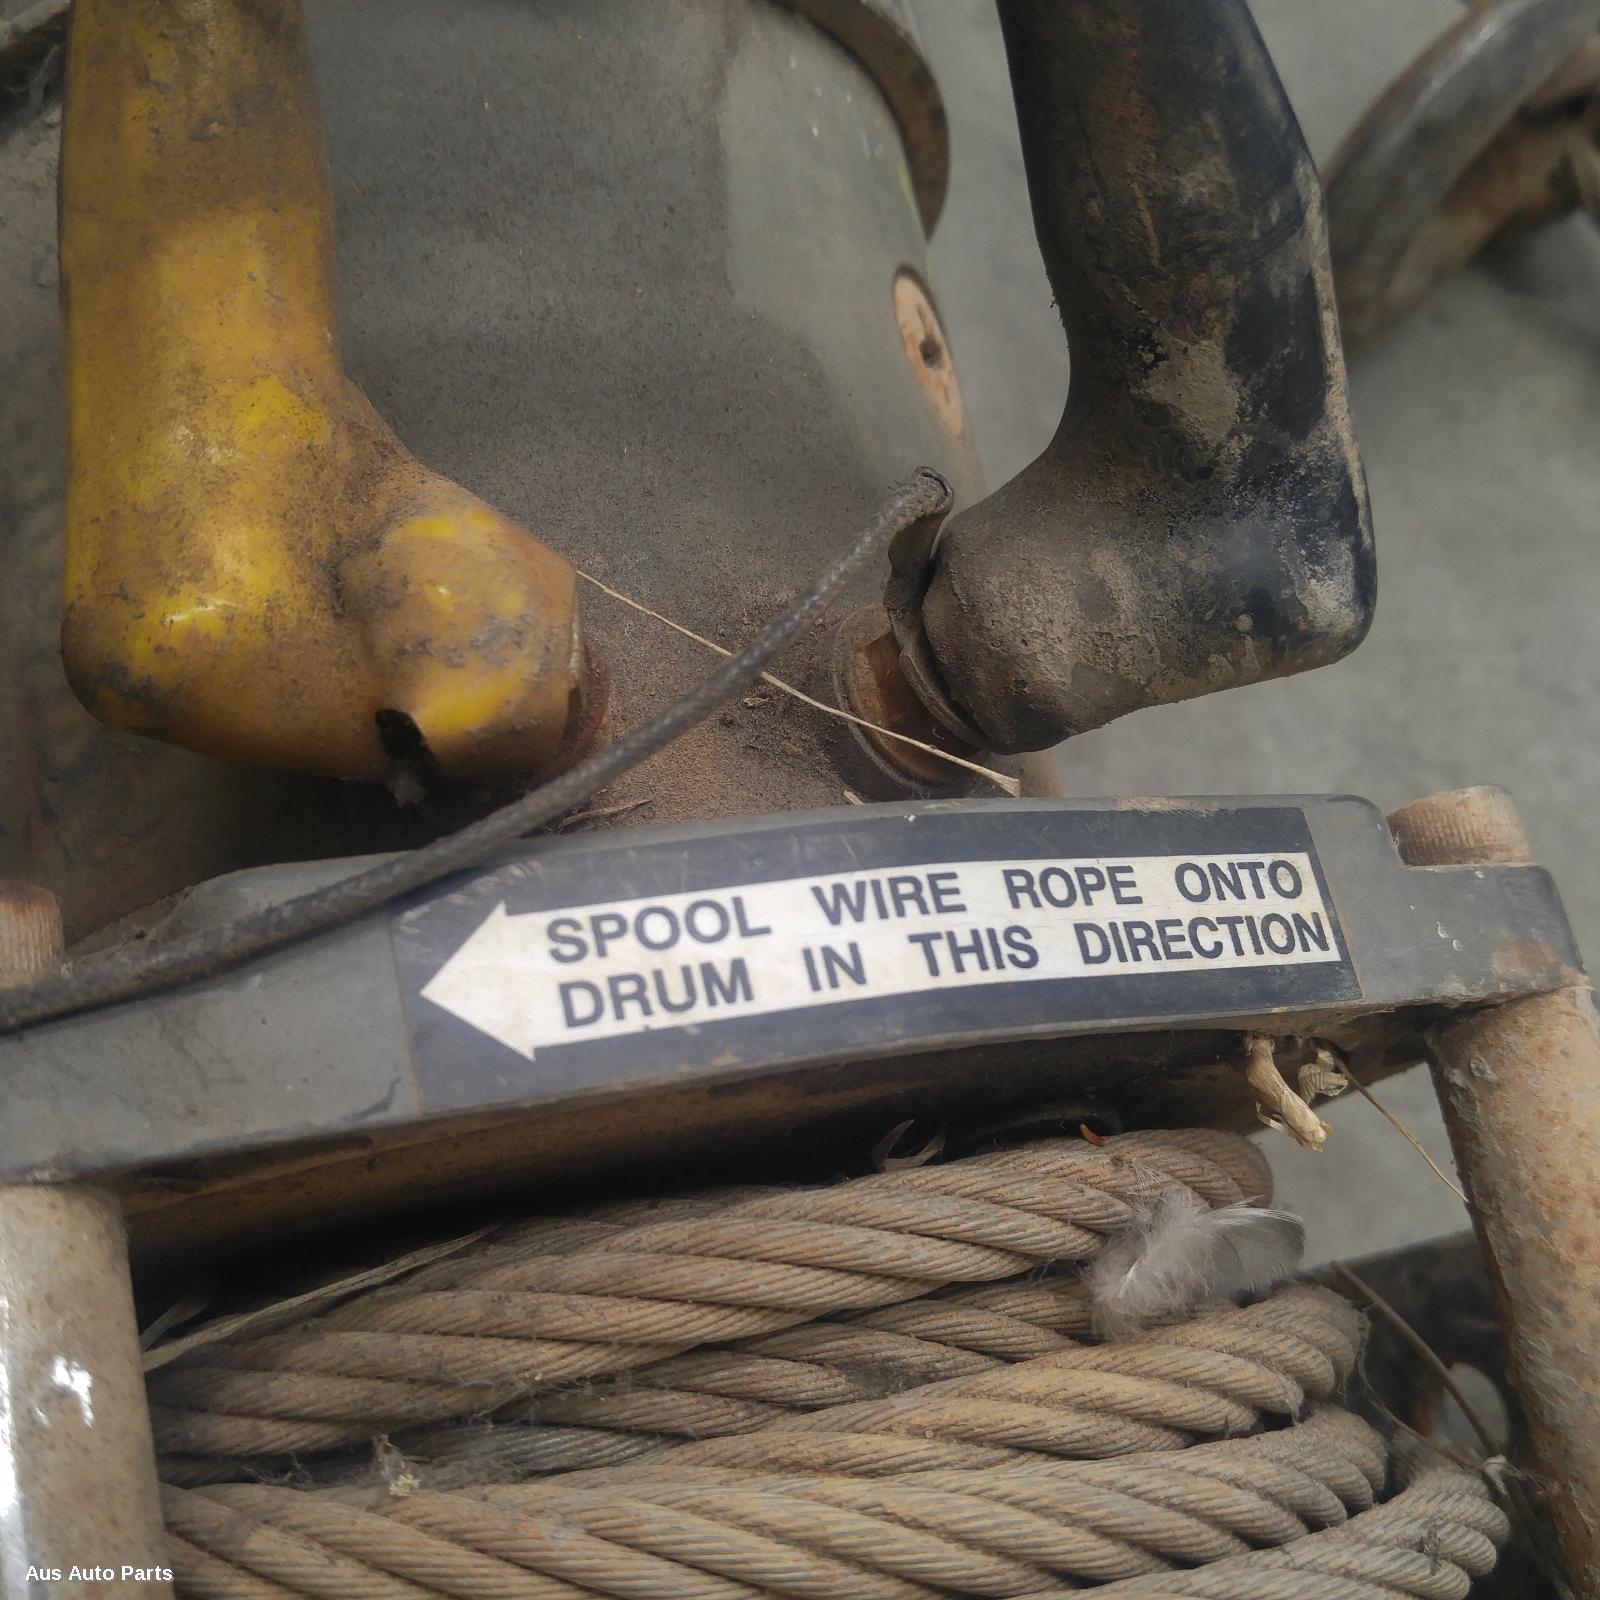 SPOOL WIRE ROPE ONTO
DRUM IN THIS DIRECTION
Aus Auto Parts